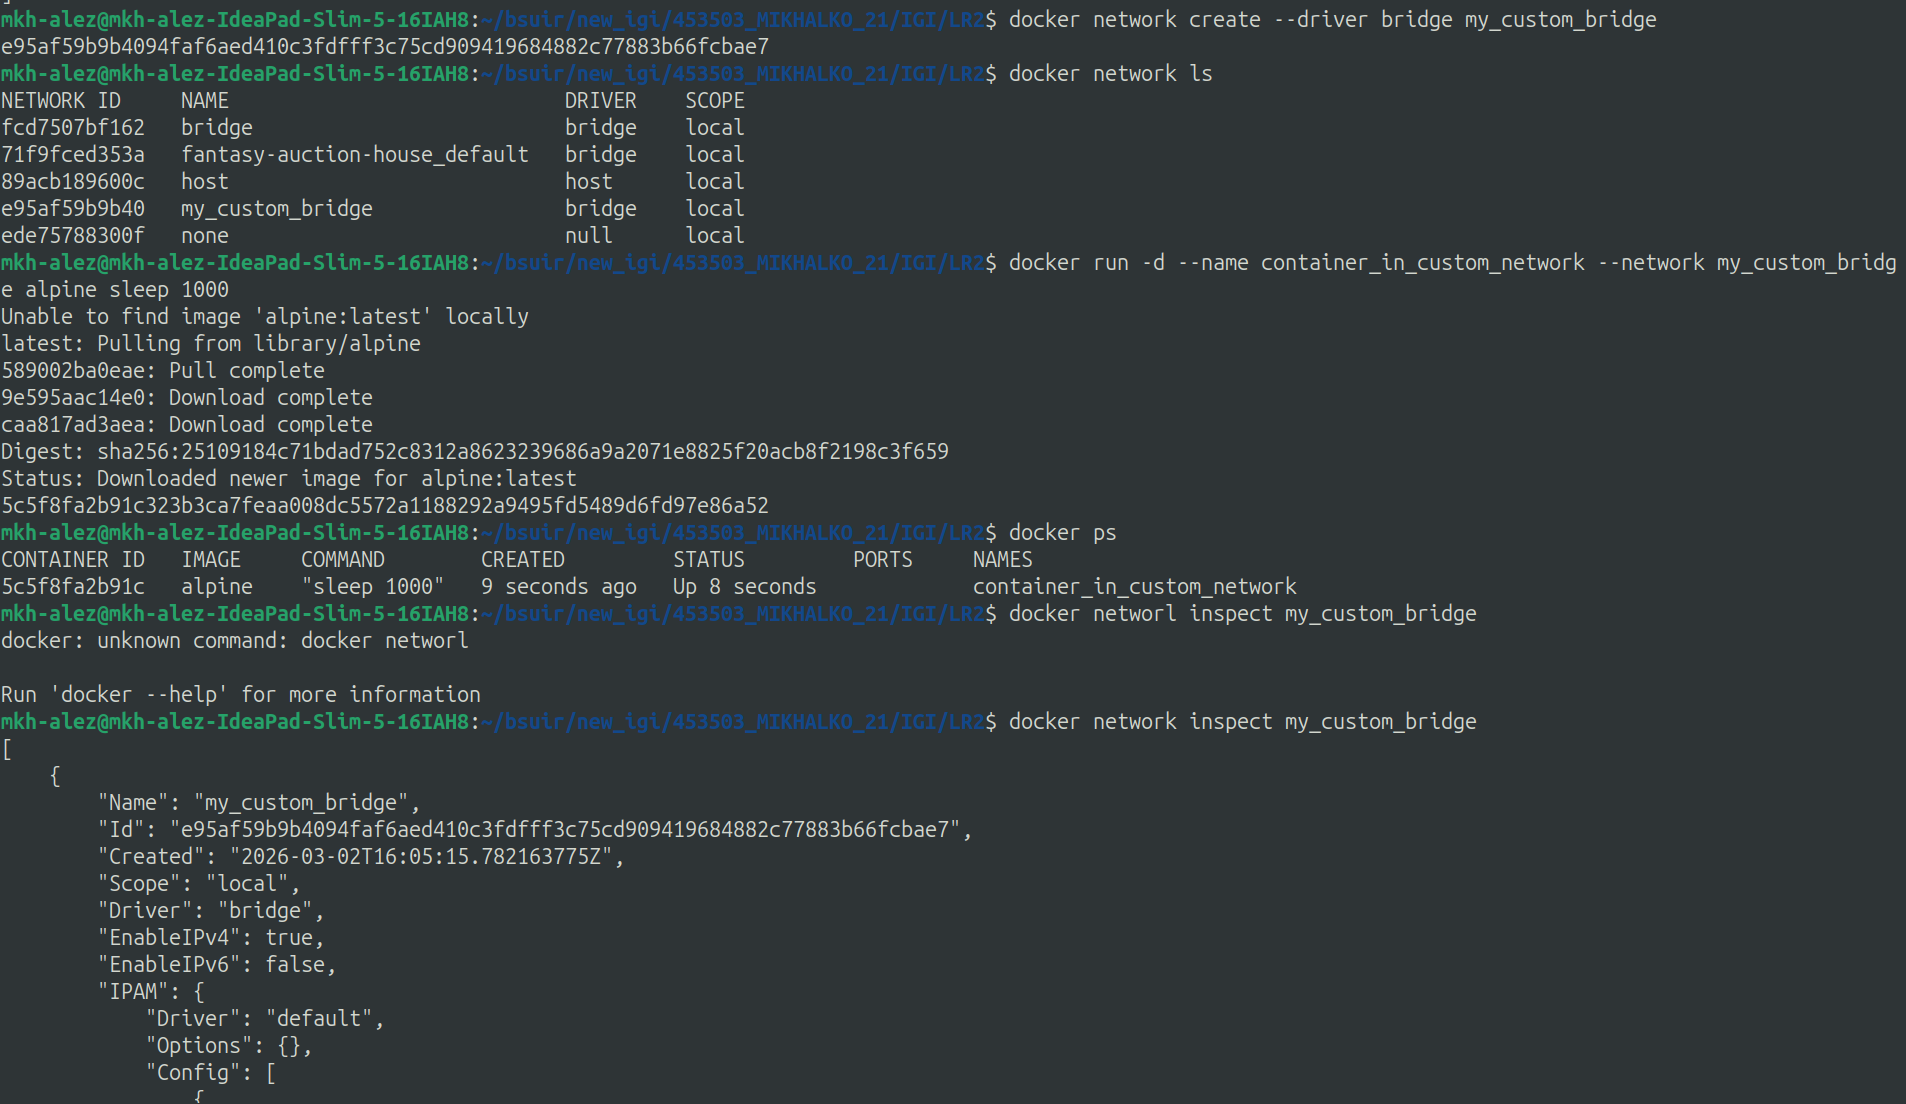 mkh-alez@mkh-alez-IdeaPad-Slim-5-16IAH8:~/bsuir/new_igi/453503_MIKHALKO_21/IGI/LR2$ docker network create --driver bridge my_custom_bridge
e95af59b9b4094faf6aed410c3fdfff3c75cd909419684882c77883b66fcbae7
mkh-alez@mkh-alez-IdeaPad-Slim-5-16IAH8:~/bsuir/new_igi/453503_MIKHALKO_21/IGI/LR2$ docker network ls
NETWORK ID     NAME                            DRIVER    SCOPE
fcd7507bf162   bridge                          bridge    local
71f9fced353a   fantasy-auction-house_default   bridge    local
89acb189600c   host                            host      local
e95af59b9b40   my_custom_bridge                bridge    local
ede75788300f   none                            null      local
mkh-alez@mkh-alez-IdeaPad-Slim-5-16IAH8:~/bsuir/new_igi/453503_MIKHALKO_21/IGI/LR2$ docker run -d --name container_in_custom_network --network my_custom_bridg
e alpine sleep 1000
Unable to find image 'alpine:latest' locally
latest: Pulling from library/alpine
589002ba0eae: Pull complete
9e595aac14e0: Download complete
caa817ad3aea: Download complete
Digest: sha256:25109184c71bdad752c8312a8623239686a9a2071e8825f20acb8f2198c3f659
Status: Downloaded newer image for alpine:latest
5c5f8fa2b91c323b3ca7feaa008dc5572a1188292a9495fd5489d6fd97e86a52
mkh-alez@mkh-alez-IdeaPad-Slim-5-16IAH8:~/bsuir/new_igi/453503_MIKHALKO_21/IGI/LR2$ docker ps
CONTAINER ID   IMAGE     COMMAND        CREATED         STATUS         PORTS     NAMES
5c5f8fa2b91c   alpine    "sleep 1000"   9 seconds ago   Up 8 seconds             container_in_custom_network
mkh-alez@mkh-alez-IdeaPad-Slim-5-16IAH8:~/bsuir/new_igi/453503_MIKHALKO_21/IGI/LR2$ docker networl inspect my_custom_bridge
docker: unknown command: docker networl

Run 'docker --help' for more information
mkh-alez@mkh-alez-IdeaPad-Slim-5-16IAH8:~/bsuir/new_igi/453503_MIKHALKO_21/IGI/LR2$ docker network inspect my_custom_bridge
[
    {
        "Name": "my_custom_bridge",
        "Id": "e95af59b9b4094faf6aed410c3fdfff3c75cd909419684882c77883b66fcbae7",
        "Created": "2026-03-02T16:05:15.782163775Z",
        "Scope": "local",
        "Driver": "bridge",
        "EnableIPv4": true,
        "EnableIPv6": false,
        "IPAM": {
            "Driver": "default",
            "Options": {},
            "Config": [
                {